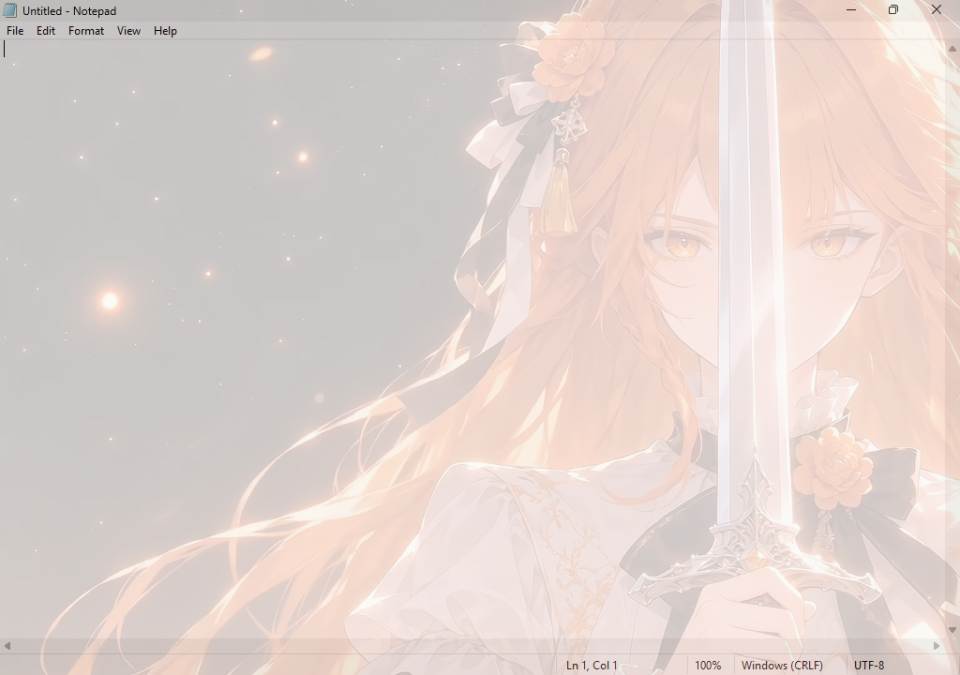 Untitled - Notepad
File Edit Format View Help
Ln 1, Col 1 100% Windows (CRLF) UTF-8